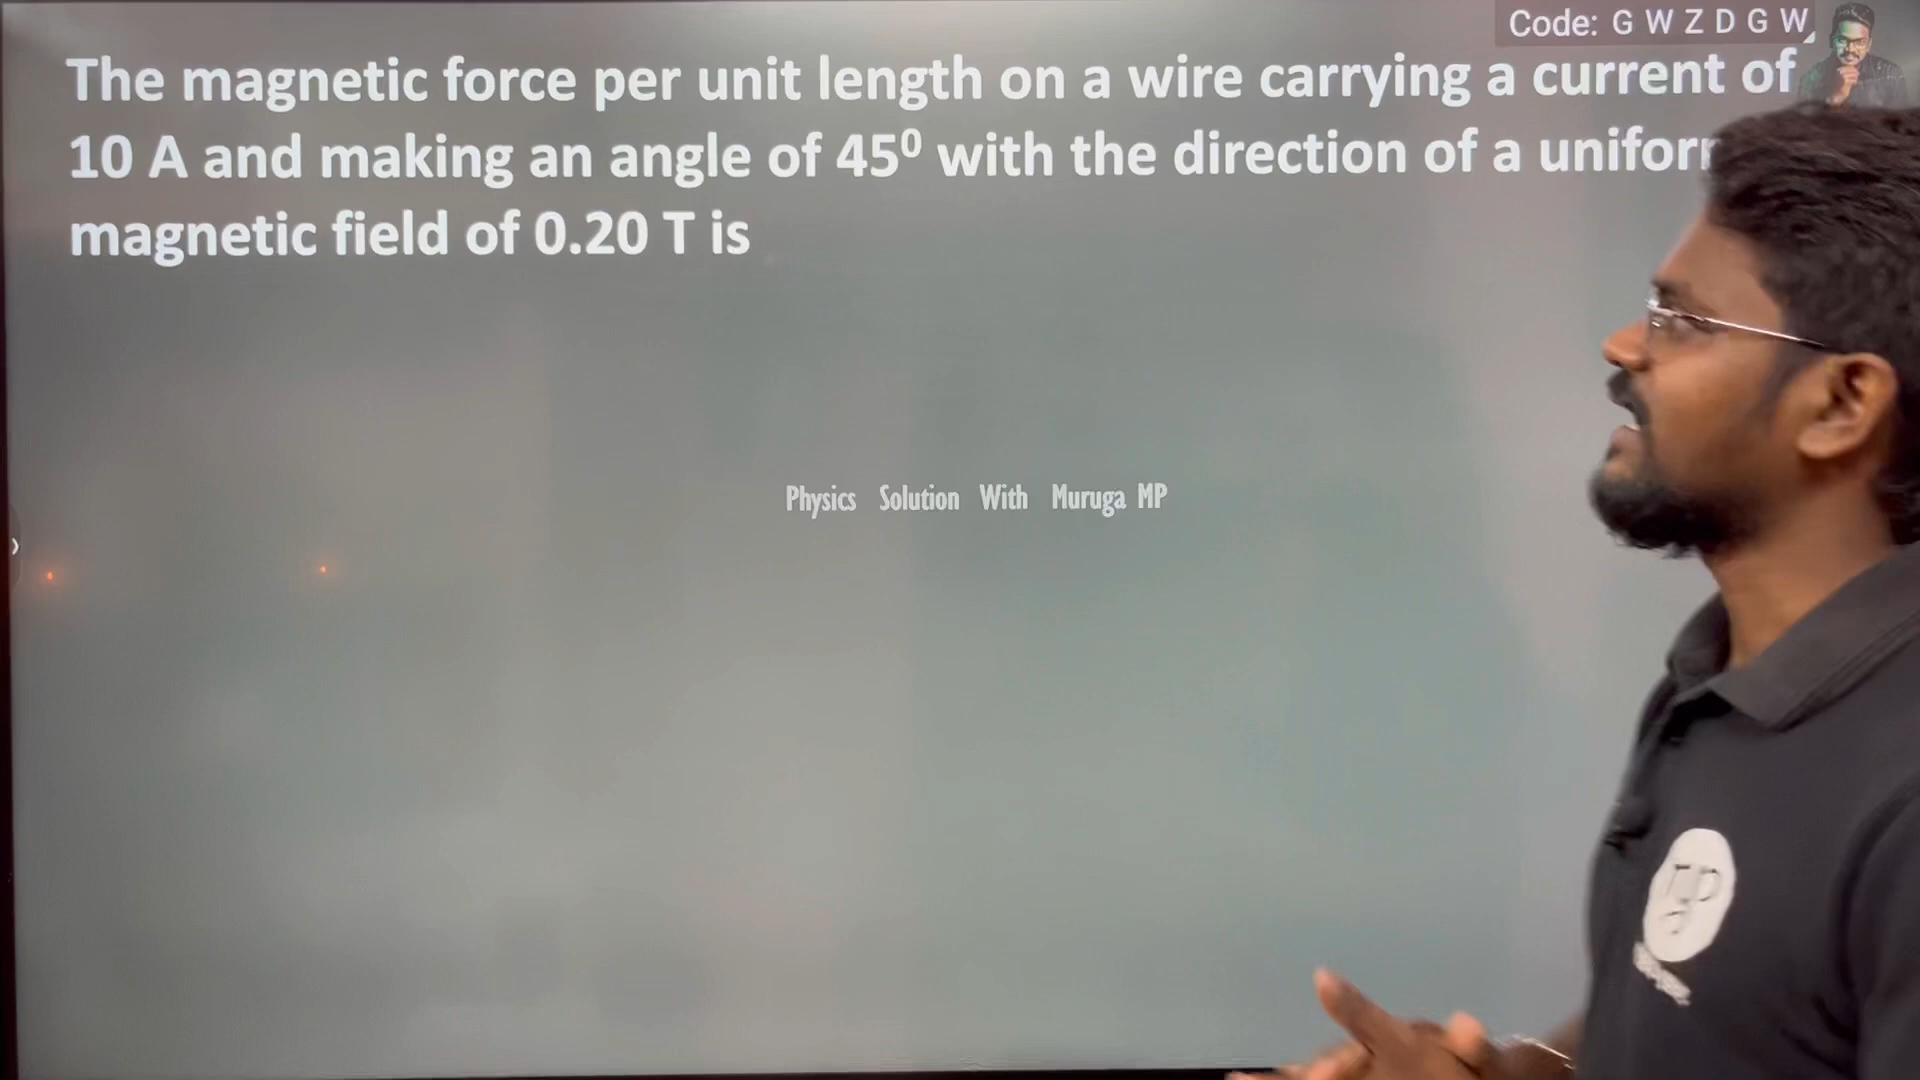 Code: G W Z D G W
The magnetic force per unit length on a wire carrying a current of
10 A and making an angle of 45⁰ with the direction of a unifor
magnetic field of 0.20 T is
Physics Solution With Muruga MP